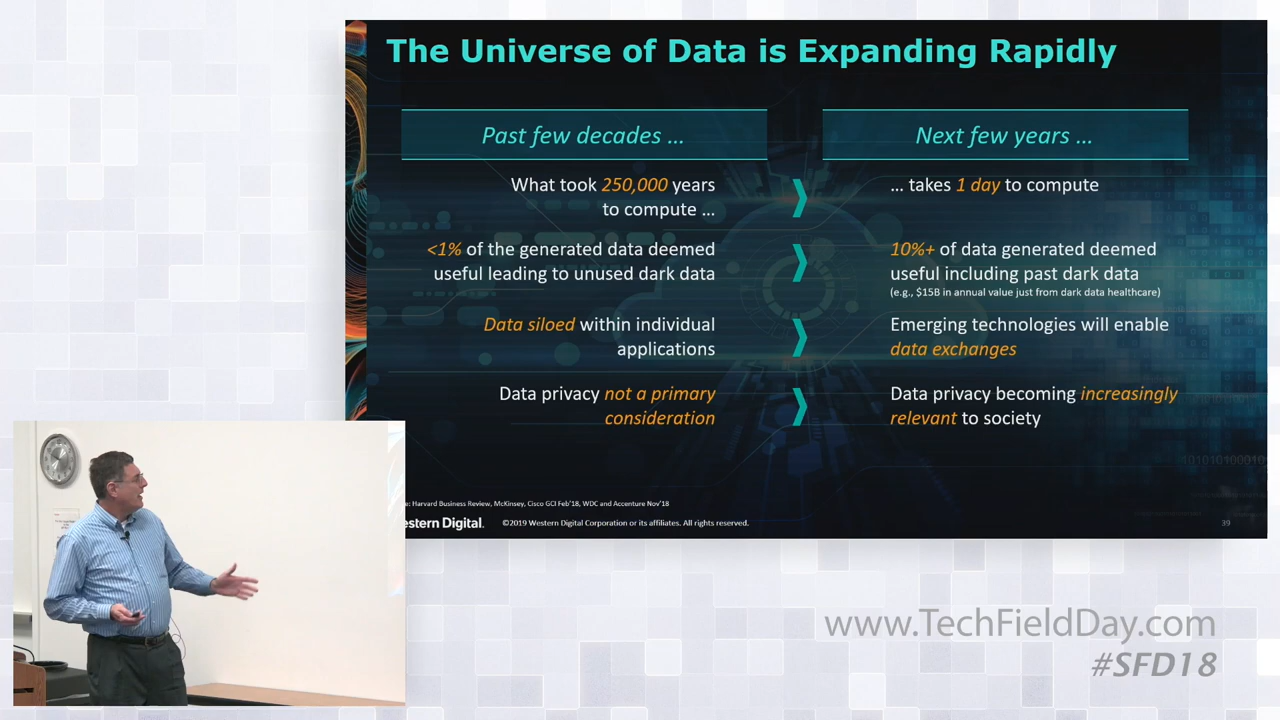 The Universe of Data is Expanding Rapidly
Past few decades ...
Next few years ...
What took 250,000 years
to compute ...
... takes 1 day to compute
<1% of the generated data deemed
useful leading to unused dark data
10%+ of data generated deemed
useful including past dark data
(e.g., $15B in annual value just from dark data healthcare)
Data siloed within individual
applications
Emerging technologies will enable
data exchanges
Data privacy not a primary
consideration
Data privacy becoming increasingly
relevant to society
101010100010
Harvard Business Review, McKinsey, Cisco GCI Feb'18, WDC and Accenture Nov'18
estern Digital.
©2019 Western Digital Corporation or its affiliates. All rights reserved.
39
www.TechFieldDay.com
#SFD18